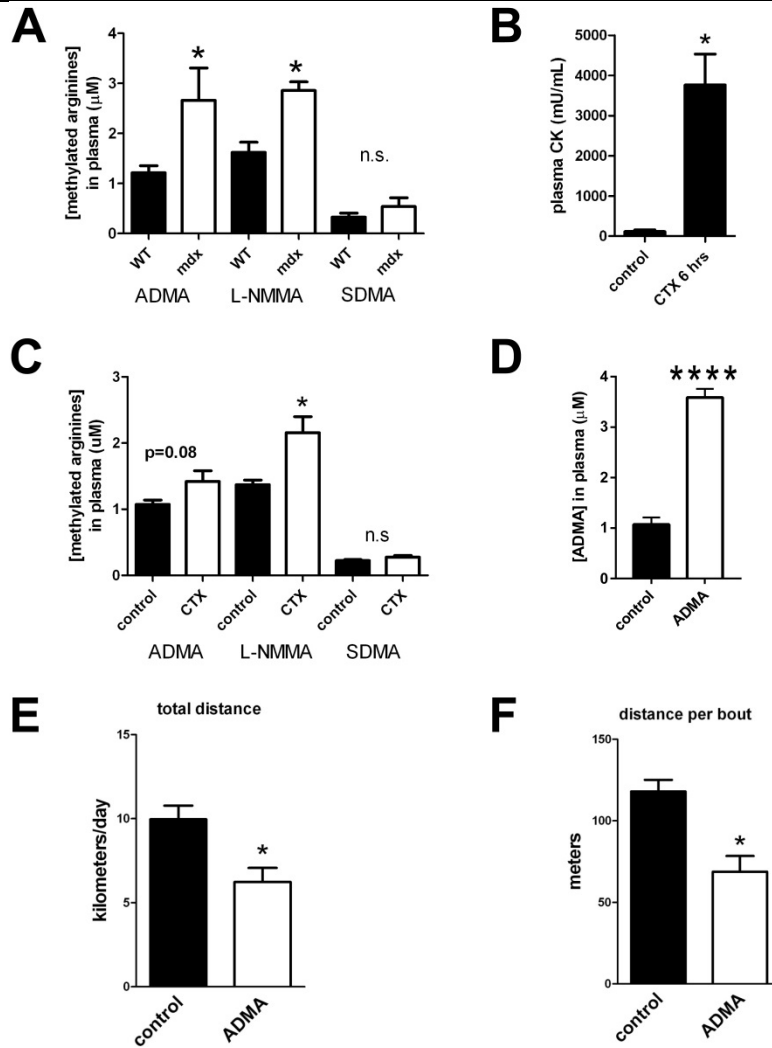 A
[methylated arginines]
in plasma (μM)
4
3
2
1
0
*
*
n.s.
WT
mdx
WT
mdx
WT
mdx
ADMA
L-NMMA
SDMA
B
plasma CK (mU/mL)
5000
4000
3000
2000
1000
0
*
control
CTX 6 hrs
C
[methylated arginines]
in plasma (uM)
3
2
1
0
p=0.08
*
n.s
control
CTX
control
CTX
control
CTX
ADMA
L-NMMA
SDMA
D
[ADMA] in plasma (μM)
4
3
2
1
0
****
control
ADMA
E
total distance
kilometers/day
15
10
5
0
*
control
ADMA
F
distance per bout
meters
150
100
50
0
*
control
ADMA